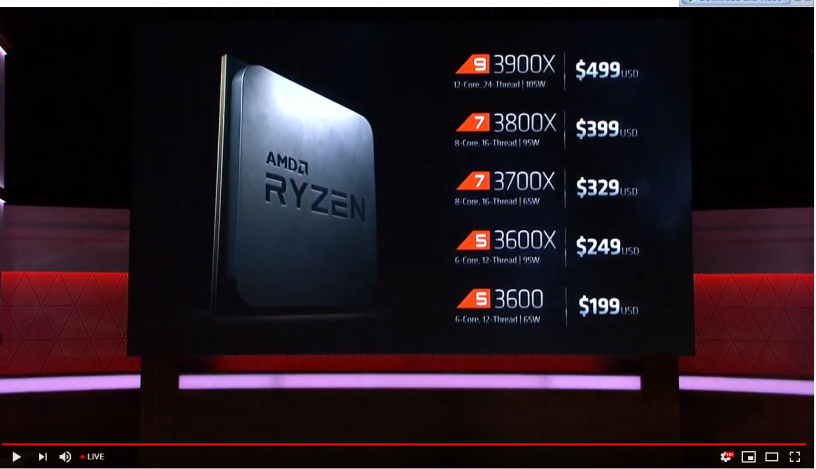 AMD
RYZEN
9 3900X
12-Core, 24-Thread | 105W
$499USD
7 3800X
8-Core, 16-Thread | 95W
$399USD
7 3700X
8-Core, 16-Thread | 65W
$329USD
5 3600X
6-Core, 12-Thread | 95W
$249USD
5 3600
6-Core, 12-Thread | 65W
$199USD
LIVE
HD